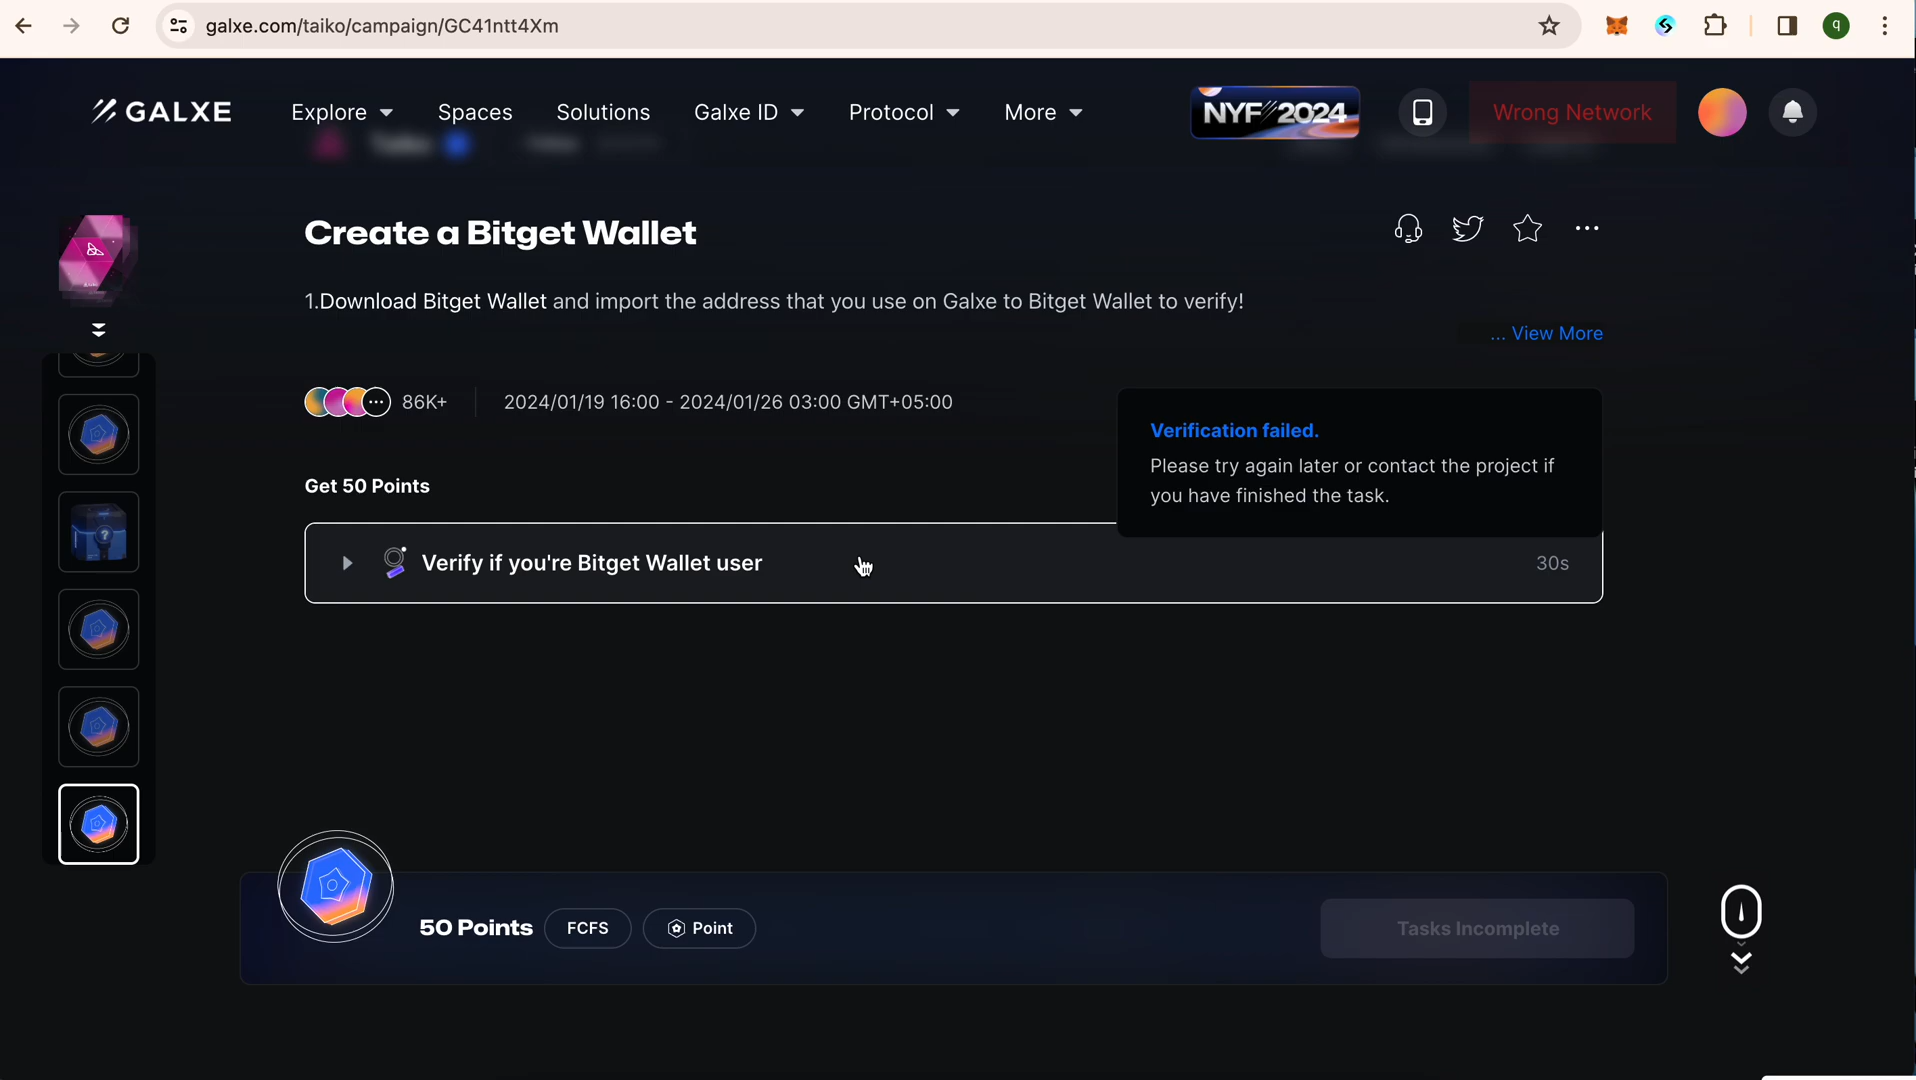 galxe.com/taiko/campaign/GC41ntt4Xm
q
GALXE
Explore
Spaces
Solutions
Galxe ID
Protocol
More
NYF//2024
Wrong Network
Taiko
Create a Bitget Wallet
1.Download Bitget Wallet and import the address that you use on Galxe to Bitget Wallet to verify!
... View More
86K+
2024/01/19 16:00 - 2024/01/26 03:00 GMT+05:00
Verification failed.
Please try again later or contact the project if
you have finished the task.
Get 50 Points
Verify if you're Bitget Wallet user
30s
50 Points
FCFS
Point
Tasks Incomplete